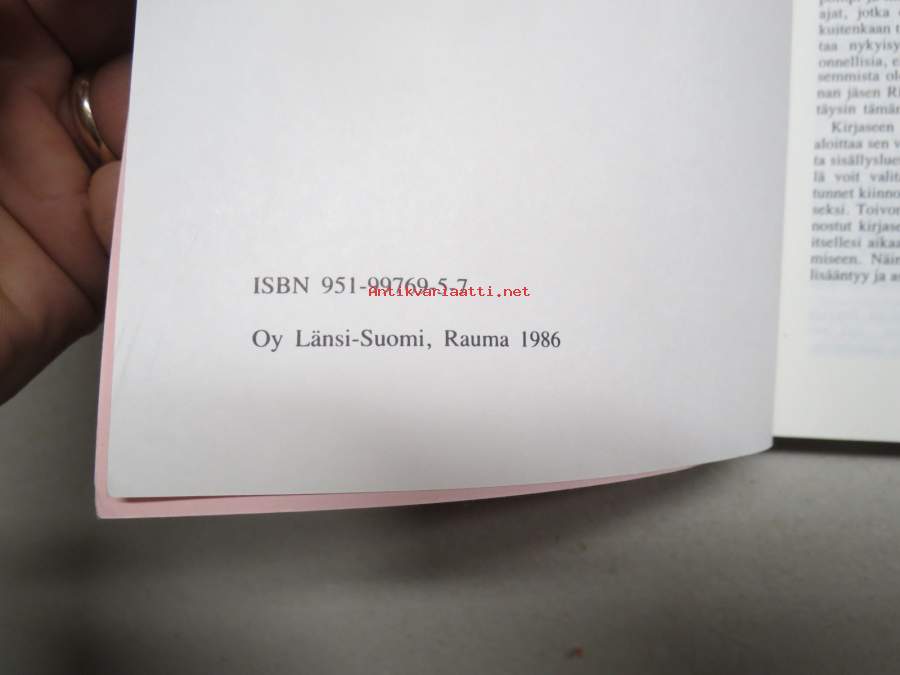 ISBN 951-99769-5-7
Antikvariaatti.net
Oy Länsi-Suomi, Rauma 1986
ajat, jotka
kuitenkaan
taa nykyisy
onnellisia, e
semmista ol
nan jäsen
täysin tämä
Kirjaseen
aloittaa sen v
ta sisällyslue
lä voit valit
tunnet kiinno
seksi. Toivo
nostut kirjase
itsellesi aikaa
miseen. Näin
lisääntyy ja a